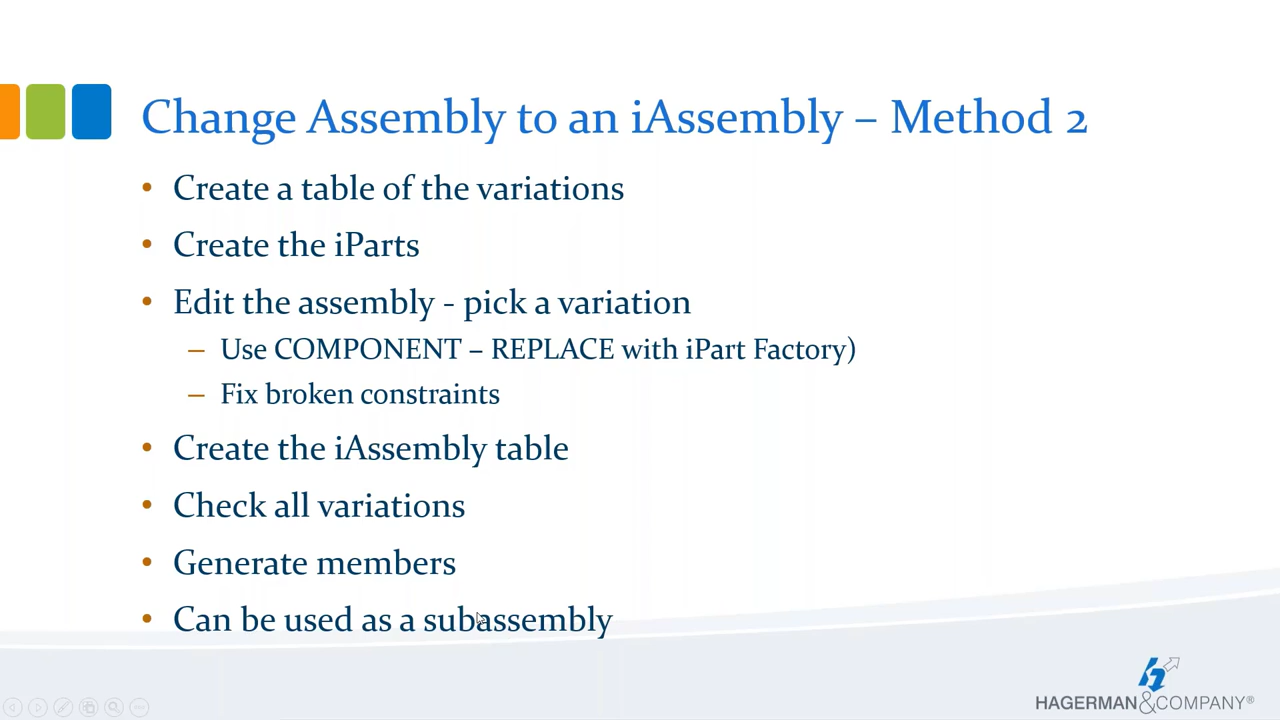 Change Assembly to an iAssembly – Method 2
• Create a table of the variations
• Create the iParts
• Edit the assembly - pick a variation
– Use COMPONENT – REPLACE with iPart Factory)
– Fix broken constraints
• Create the iAssembly table
• Check all variations
• Generate members
• Can be used as a subassembly
HAGERMAN&COMPANY®